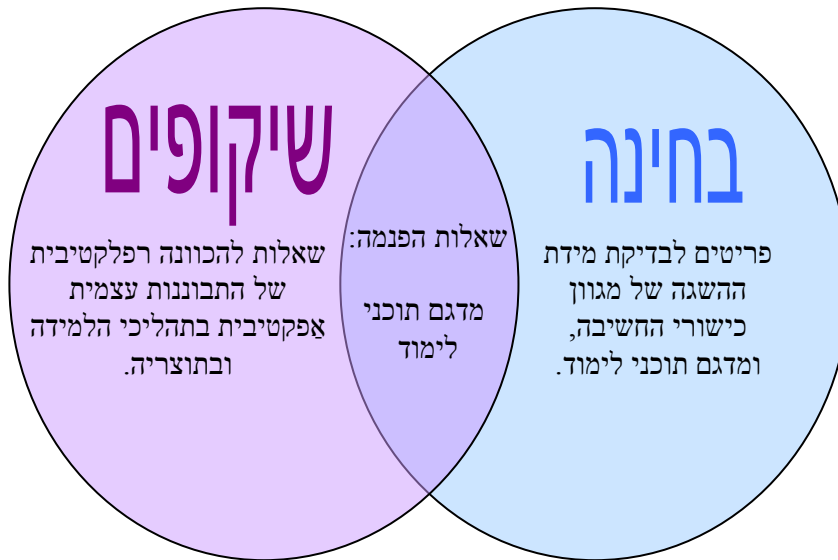 בחינה
פריטים לבדיקת מידת
ההשגה של מגוון
כישורי החשיבה,
ומדגם תוכני לימוד.
שאלות הפנמה:
מדגם תוכני
לימוד
שיקופים
שאלות להכוונה רפלקטיבית
של התבוננות עצמית
אַפקטיבית בתהליכי הלמידה
ובתוצריה.